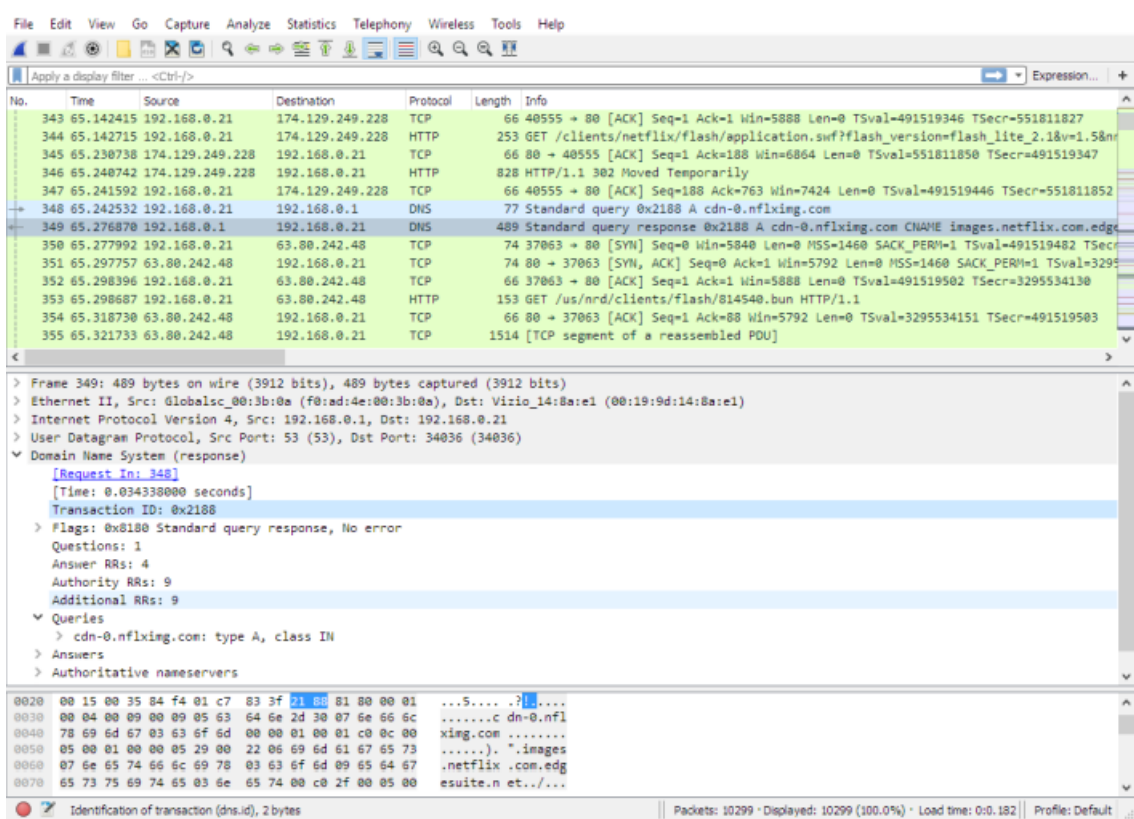 File Edit View Go Capture Analyze Statistics Telephony Wireless Tools Help
Apply a display filter ... <Ctrl-/> Expression... +
No. Time Source Destination Protocol Length Info
343 65.142415 192.168.0.21 174.129.249.228 TCP 66 40555 → 80 [ACK] Seq=1 Ack=1 Win=5888 Len=0 TSval=491519346 TSecr=551811827
344 65.142715 192.168.0.21 174.129.249.228 HTTP 253 GET /clients/netflix/flash/application.swf?flash_version=flash_lite_2.1&v=1.5&nr
345 65.230738 174.129.249.228 192.168.0.21 TCP 66 80 → 40555 [ACK] Seq=1 Ack=188 Win=6864 Len=0 TSval=551811850 TSecr=491519347
346 65.240742 174.129.249.228 192.168.0.21 HTTP 828 HTTP/1.1 302 Moved Temporarily
347 65.241592 192.168.0.21 174.129.249.228 TCP 66 40555 → 80 [ACK] Seq=188 Ack=763 Win=7424 Len=0 TSval=491519446 TSecr=551811852
348 65.242532 192.168.0.21 192.168.0.1 DNS 77 Standard query 0x2188 A cdn-0.nflximg.com
349 65.276870 192.168.0.1 192.168.0.21 DNS 489 Standard query response 0x2188 A cdn-0.nflximg.com CNAME images.netflix.com.edge
350 65.277992 192.168.0.21 63.80.242.48 TCP 74 37063 → 80 [SYN] Seq=0 Win=5840 Len=0 MSS=1460 SACK_PERM=1 TSval=491519482 TSecr
351 65.297757 63.80.242.48 192.168.0.21 TCP 74 80 → 37063 [SYN, ACK] Seq=0 Ack=1 Win=5792 Len=0 MSS=1460 SACK_PERM=1 TSval=3295
352 65.298396 192.168.0.21 63.80.242.48 TCP 66 37063 → 80 [ACK] Seq=1 Ack=1 Win=5888 Len=0 TSval=491519502 TSecr=3295534130
353 65.298687 192.168.0.21 63.80.242.48 HTTP 153 GET /us/nrd/clients/flash/814540.bun HTTP/1.1
354 65.318730 63.80.242.48 192.168.0.21 TCP 66 80 → 37063 [ACK] Seq=1 Ack=88 Win=5792 Len=0 TSval=3295534151 TSecr=491519503
355 65.321733 63.80.242.48 192.168.0.21 TCP 1514 [TCP segment of a reassembled PDU]
> Frame 349: 489 bytes on wire (3912 bits), 489 bytes captured (3912 bits)
> Ethernet II, Src: Globalsc_00:3b:0a (f0:ad:4e:00:3b:0a), Dst: Vizio_14:8a:e1 (00:19:9d:14:8a:e1)
> Internet Protocol Version 4, Src: 192.168.0.1, Dst: 192.168.0.21
> User Datagram Protocol, Src Port: 53 (53), Dst Port: 34036 (34036)
Domain Name System (response)
[Request In: 348]
[Time: 0.034338000 seconds]
Transaction ID: 0x2188
> Flags: 0x8180 Standard query response, No error
Questions: 1
Answer RRs: 4
Authority RRs: 9
Additional RRs: 9
Queries
> cdn-0.nflximg.com: type A, class IN
> Answers
> Authoritative nameservers
0020 00 15 00 35 84 f4 01 c7 83 3f 21 88 81 80 00 01 ...5.... .?!.....
0030 00 04 00 09 00 09 05 63 64 6e 2d 30 07 6e 66 6c .......c dn-0.nfl
0040 78 69 6d 67 03 63 6f 6d 00 00 01 00 01 c0 0c 00 ximg.com ........
0050 05 00 01 00 00 05 29 00 22 06 69 6d 61 67 65 73 ......). ".images
0060 07 6e 65 74 66 6c 69 78 03 63 6f 6d 09 65 64 67 .netflix .com.edg
0070 65 73 75 69 74 65 03 6e 65 74 00 c0 2f 00 05 00 esuite.n et../...
Identification of transaction (dns.id), 2 bytes Packets: 10299 · Displayed: 10299 (100.0%) · Load time: 0:0.182 Profile: Default